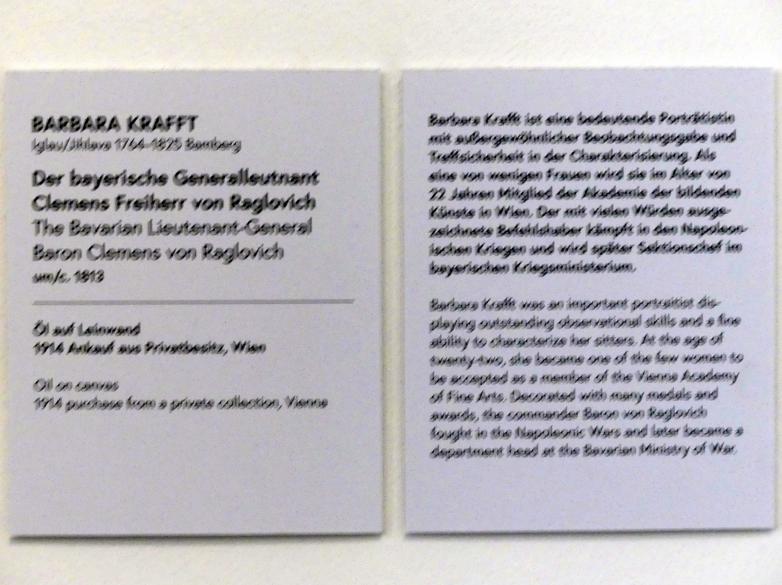 BARBARA KRAFFT
Iglau/Jihlava 1764–1825 Bamberg
Der bayerische Generalleutnant
Clemens Freiherr von Raglovich
The Bavarian Lieutenant-General
Baron Clemens von Raglovich
um/c. 1813
Öl auf Leinwand
1914 Ankauf aus Privatbesitz, Wien
Oil on canvas
1914 purchase from a private collection, Vienna
Barbara Krafft ist eine bedeutende Porträtistin
mit außergewöhnlicher Beobachtungsgabe und
Treffsicherheit in der Charakterisierung. Als
eine von wenigen Frauen wird sie im Alter von
22 Jahren Mitglied der Akademie der bildenden
Künste in Wien. Der mit vielen Würden ausge-
zeichnete Befehlshaber kämpft in den Napoleon-
ischen Kriegen und wird später Sektionschef im
bayerischen Kriegsministerium.
Barbara Krafft was an important portraitist dis-
playing outstanding observational skills and a fine
ability to characterize her sitters. At the age of
twenty-two, she became one of the few women to
be accepted as a member of the Vienna Academy
of Fine Arts. Decorated with many medals and
awards, the commander Baron von Raglovich
fought in the Napoleonic Wars and later became a
department head at the Bavarian Ministry of War.